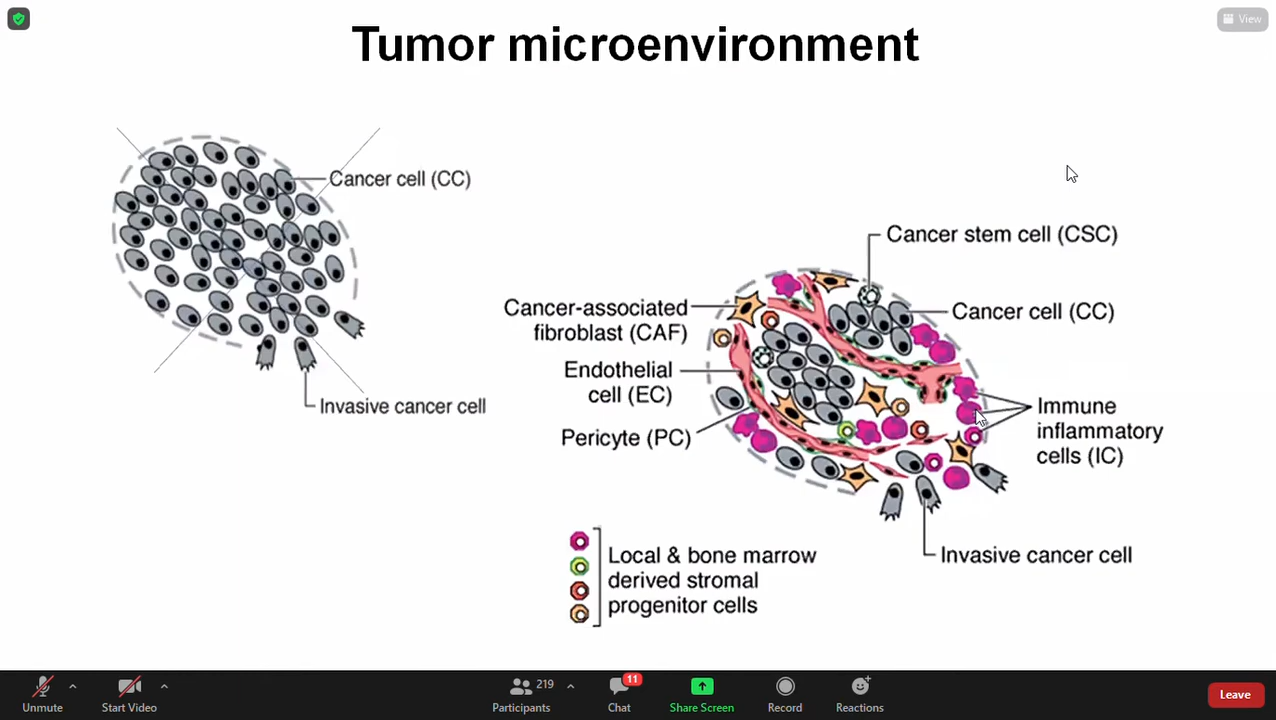 View
Tumor microenvironment
Cancer cell (CC)
Invasive cancer cell
Cancer stem cell (CSC)
Cancer-associated
fibroblast (CAF)
Cancer cell (CC)
Endothelial
cell (EC)
Pericyte (PC)
Immune
inflammatory
cells (IC)
Invasive cancer cell
Local & bone marrow
derived stromal
progenitor cells
Unmute
Start Video
219
Participants
11
Chat
Share Screen
Record
Reactions
Leave